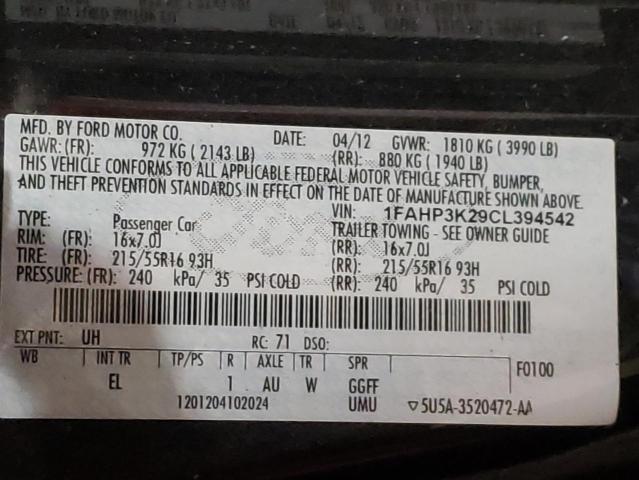 MFD. BY FORD MOTOR CO.
DATE: 04/12 GVWR: 1810 KG ( 3990 LB)
GAWR: (FR): 972 KG ( 2143 LB) (RR): 880 KG ( 1940 LB)
THIS VEHICLE CONFORMS TO ALL APPLICABLE FEDERAL MOTOR VEHICLE SAFETY, BUMPER,
AND THEFT PREVENTION STANDARDS IN EFFECT ON THE DATE OF MANUFACTURE SHOWN ABOVE.
VIN: 1FAHP3K29CL394542
TYPE: Passenger Car TRAILER TOWING - SEE OWNER GUIDE
RIM: (FR): 16x7.0J (RR): 16x7.0J
TIRE: (FR): 215/55R16 93H (RR): 215/55R16 93H
PRESSURE: (FR): 240 kPa/ 35 PSI COLD (RR): 240 kPa/ 35 PSI COLD
EXT PNT: UH RC: 71 DSO:
WB INT TR TP/PS R AXLE TR SPR F0100
EL 1 AU W GGFF
1201204102024 UMU ▽5U5A-3520472-AA